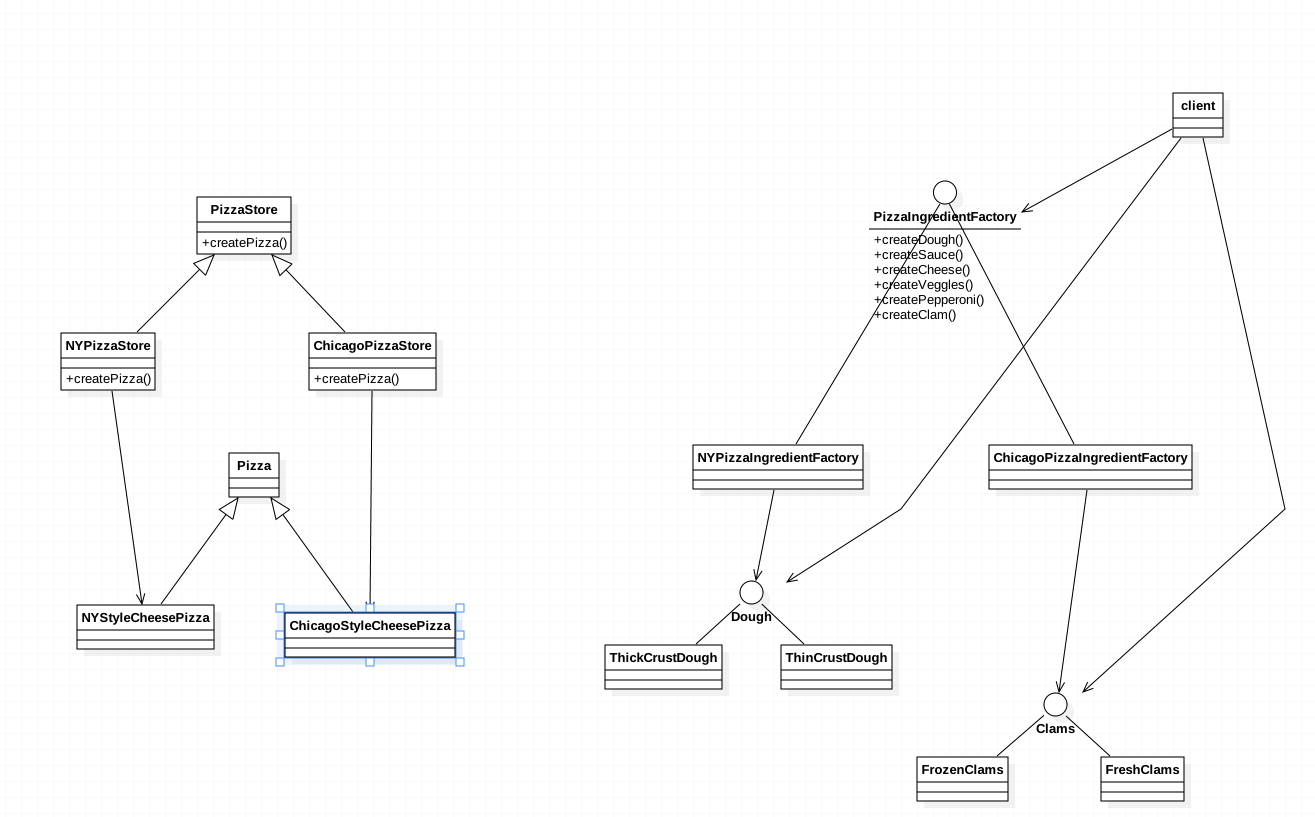 client
PizzaStore
+createPizza()
PizzaIngredientFactory
+createDough()
+createSauce()
+createCheese()
+createVeggles()
+createPepperoni()
+createClam()
NYPizzaStore
+createPizza()
ChicagoPizzaStore
+createPizza()
Pizza
NYPizzaIngredientFactory
ChicagoPizzaIngredientFactory
NYStyleCheesePizza
ChicagoStyleCheesePizza
Dough
ThickCrustDough
ThinCrustDough
Clams
FrozenClams
FreshClams